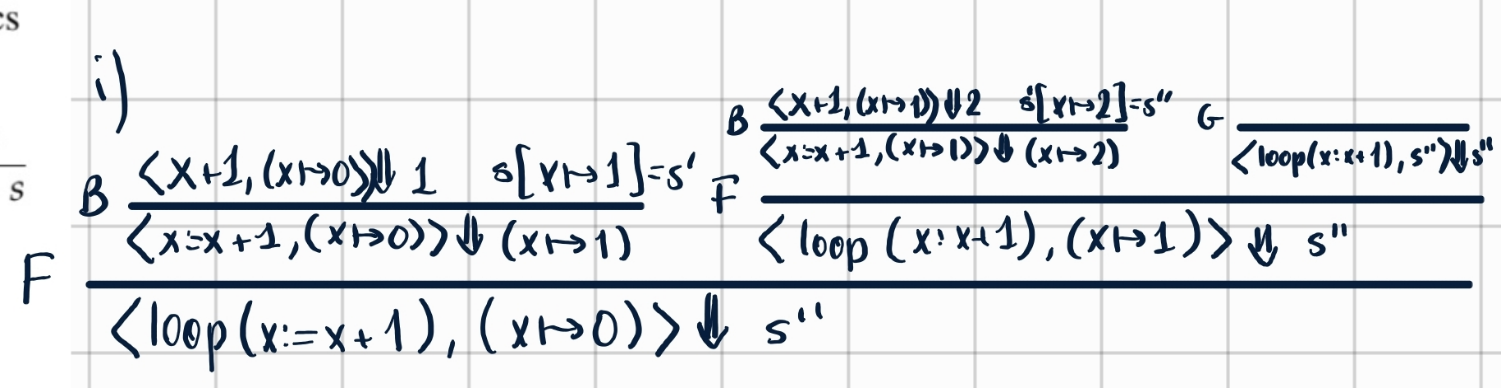 cs
i)
B <x+1,(x↦1)>⇓2 s'[x↦2]=s'' G
<x=x+1,(x↦1)>⇓ (x↦2) <loop(x:x+1), s''>⇓s''
s
B <x+1,(x↦0)>⇓ 1 s[x↦1]=s' F
<x=x+1,(x↦0)>⇓ (x↦1) <loop (x:x+1), (x↦1)> ⇓ s''
F
<loop(x:=x+1), (x↦0)> ⇓ s''